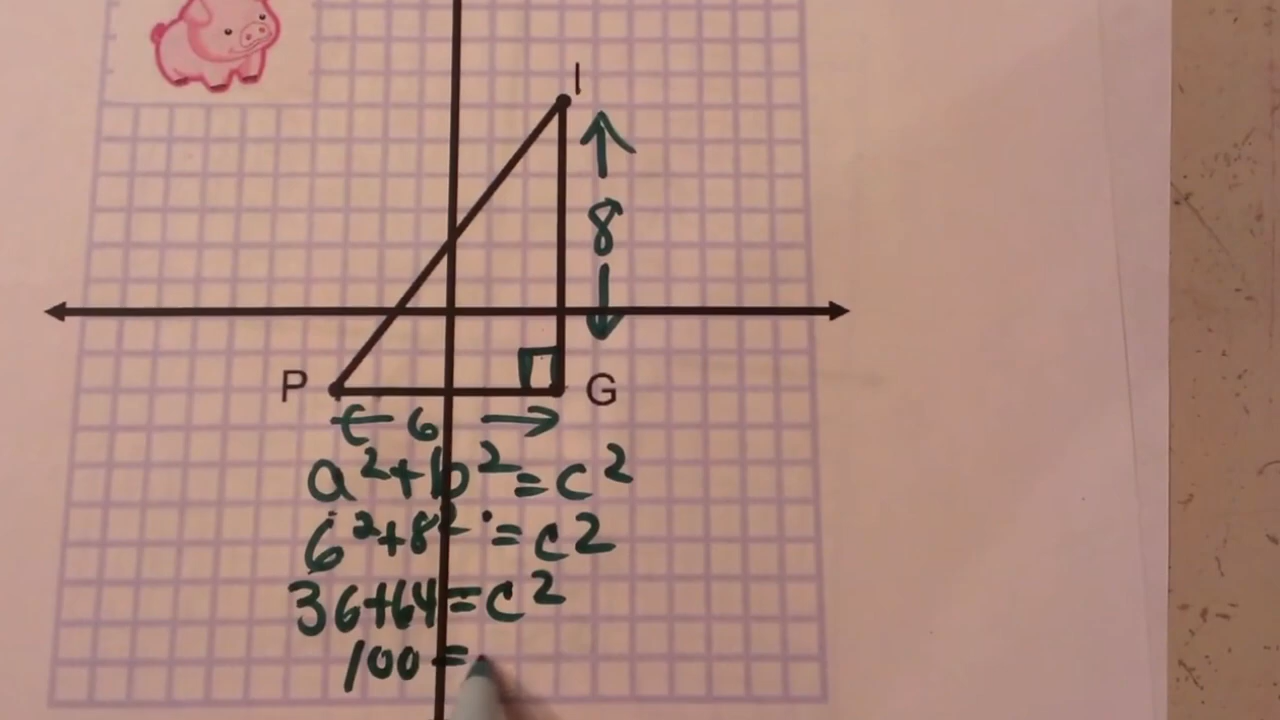 I
8
P
G
← 6 →
a²+b²=c²
6²+8²=c²
36+64=c²
100=